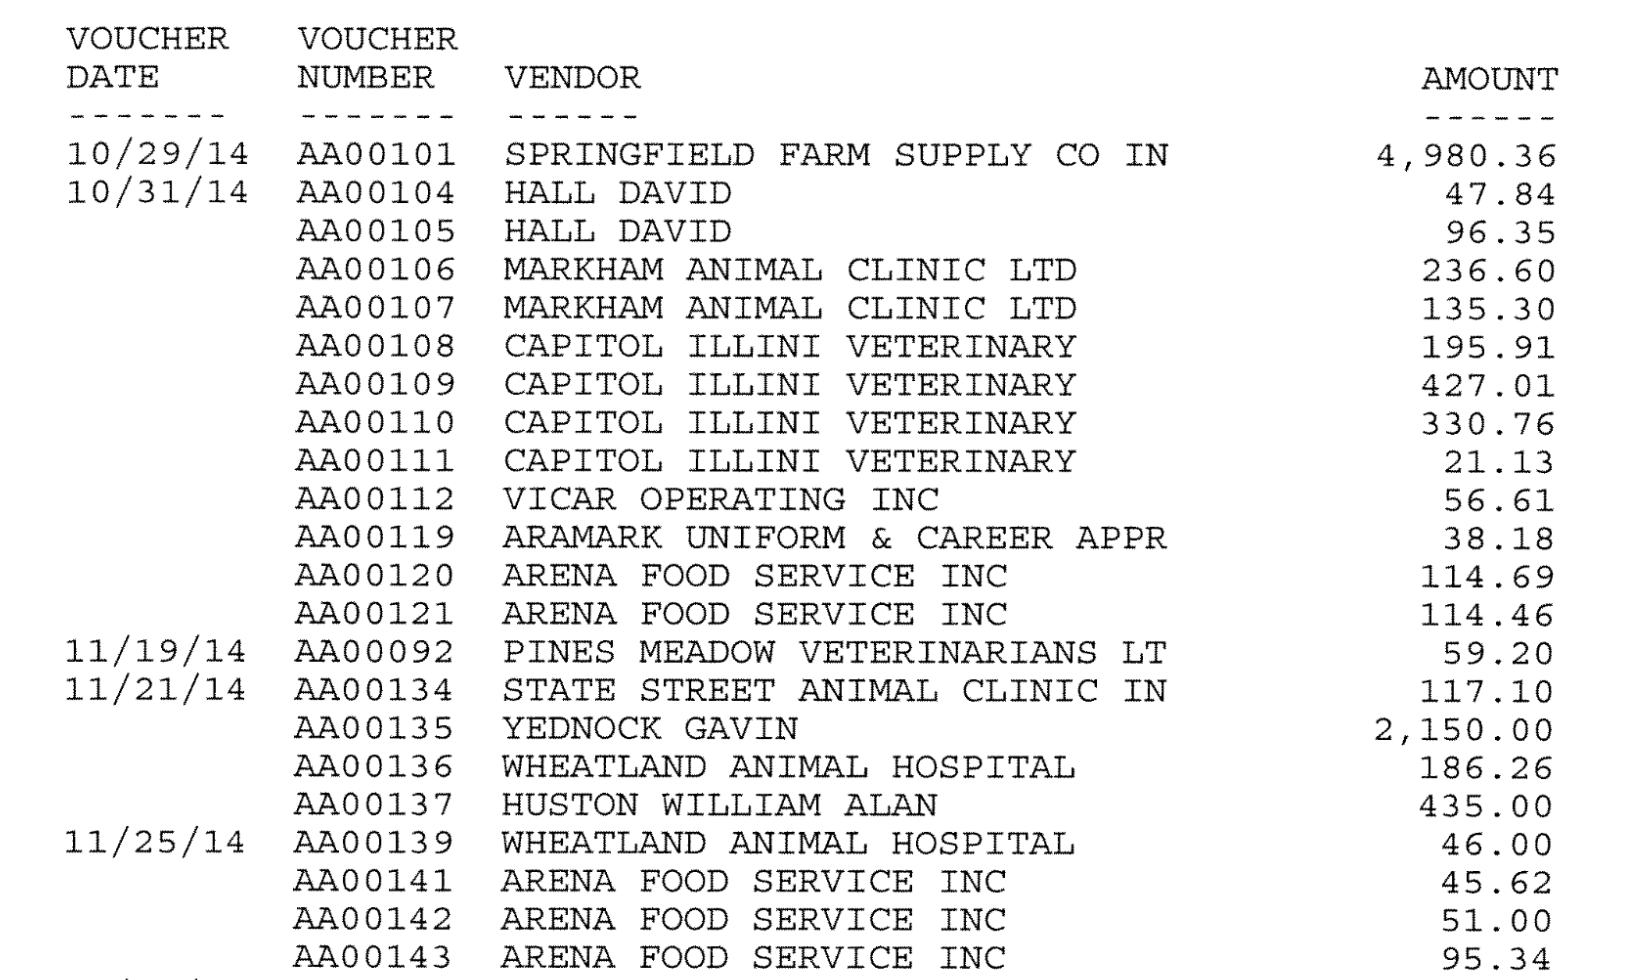 VOUCHER VOUCHER
DATE NUMBER VENDOR AMOUNT
------- ------- ------ ------
10/29/14 AA00101 SPRINGFIELD FARM SUPPLY CO IN 4,980.36
10/31/14 AA00104 HALL DAVID 47.84
AA00105 HALL DAVID 96.35
AA00106 MARKHAM ANIMAL CLINIC LTD 236.60
AA00107 MARKHAM ANIMAL CLINIC LTD 135.30
AA00108 CAPITOL ILLINI VETERINARY 195.91
AA00109 CAPITOL ILLINI VETERINARY 427.01
AA00110 CAPITOL ILLINI VETERINARY 330.76
AA00111 CAPITOL ILLINI VETERINARY 21.13
AA00112 VICAR OPERATING INC 56.61
AA00119 ARAMARK UNIFORM & CAREER APPR 38.18
AA00120 ARENA FOOD SERVICE INC 114.69
AA00121 ARENA FOOD SERVICE INC 114.46
11/19/14 AA00092 PINES MEADOW VETERINARIANS LT 59.20
11/21/14 AA00134 STATE STREET ANIMAL CLINIC IN 117.10
AA00135 YEDNOCK GAVIN 2,150.00
AA00136 WHEATLAND ANIMAL HOSPITAL 186.26
AA00137 HUSTON WILLIAM ALAN 435.00
11/25/14 AA00139 WHEATLAND ANIMAL HOSPITAL 46.00
AA00141 ARENA FOOD SERVICE INC 45.62
AA00142 ARENA FOOD SERVICE INC 51.00
AA00143 ARENA FOOD SERVICE INC 95.34